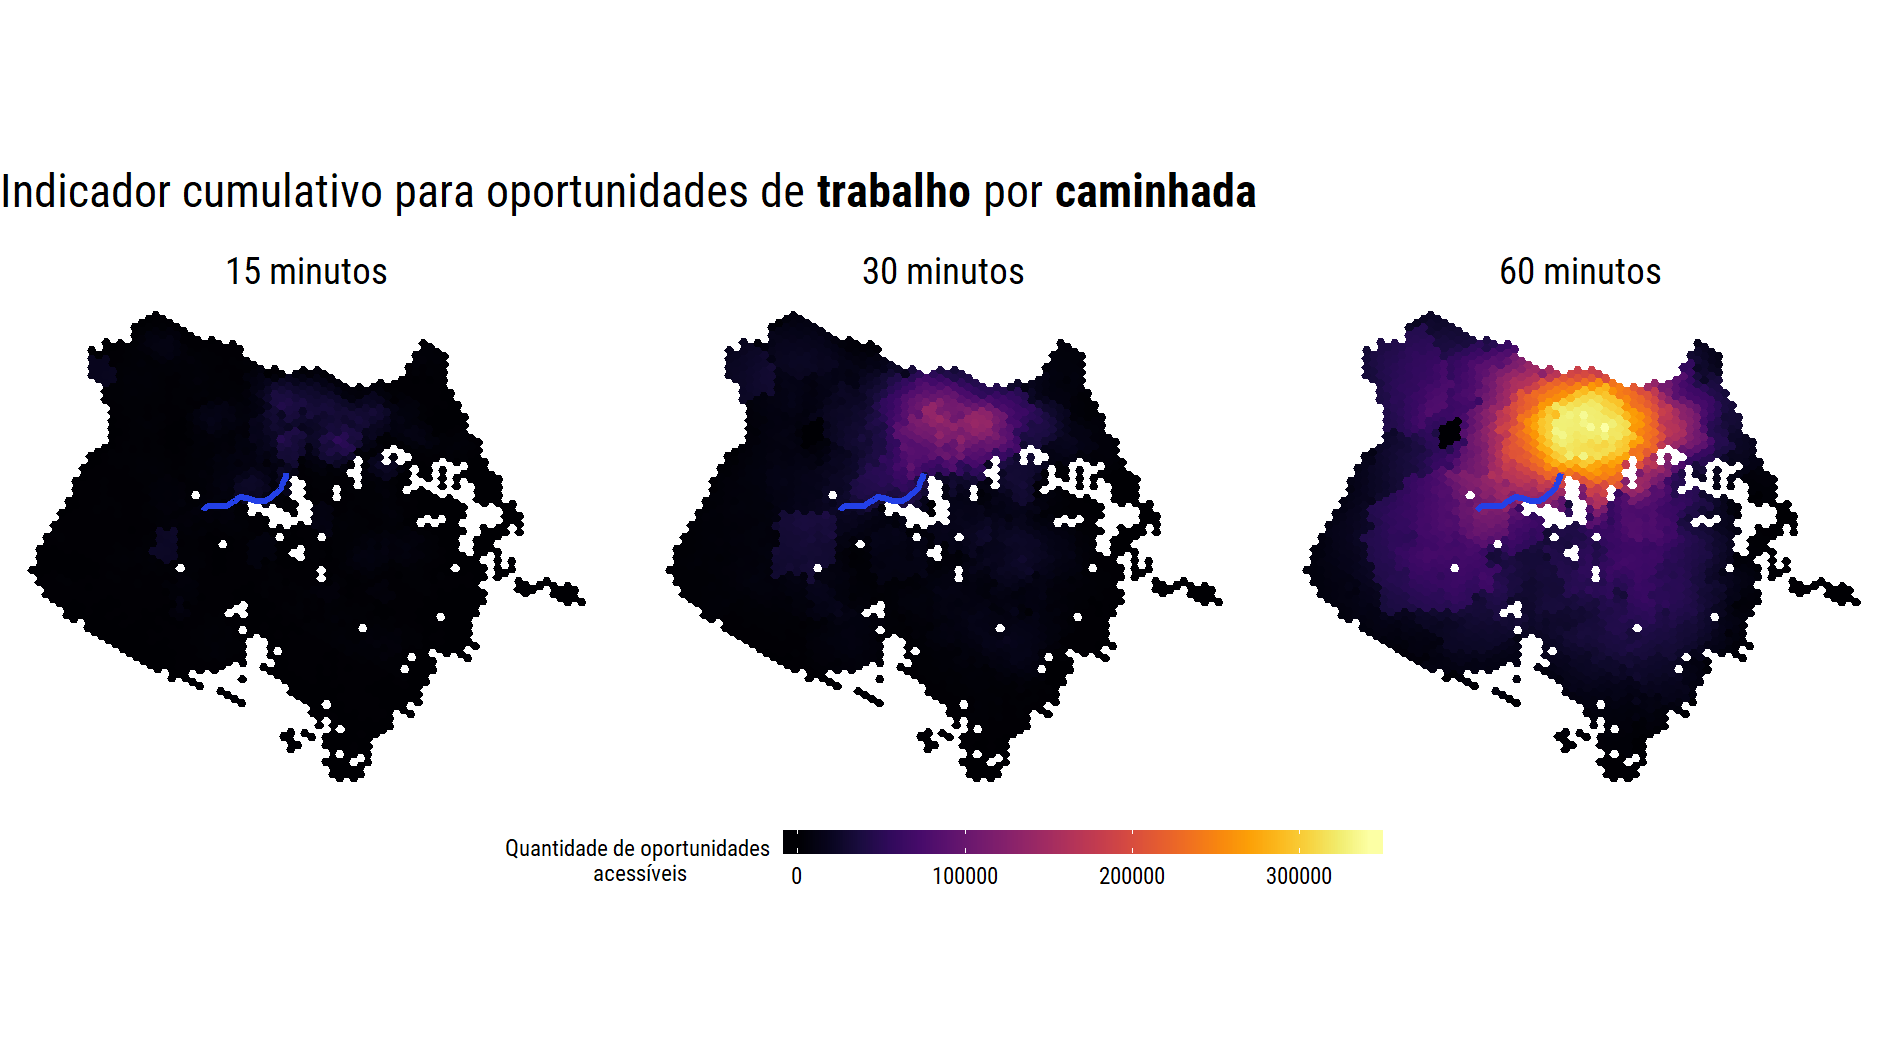 Indicador cumulativo para oportunidades de trabalho por caminhada
15 minutos
30 minutos
60 minutos
Quantidade de oportunidades
acessíveis
0
100000
200000
300000